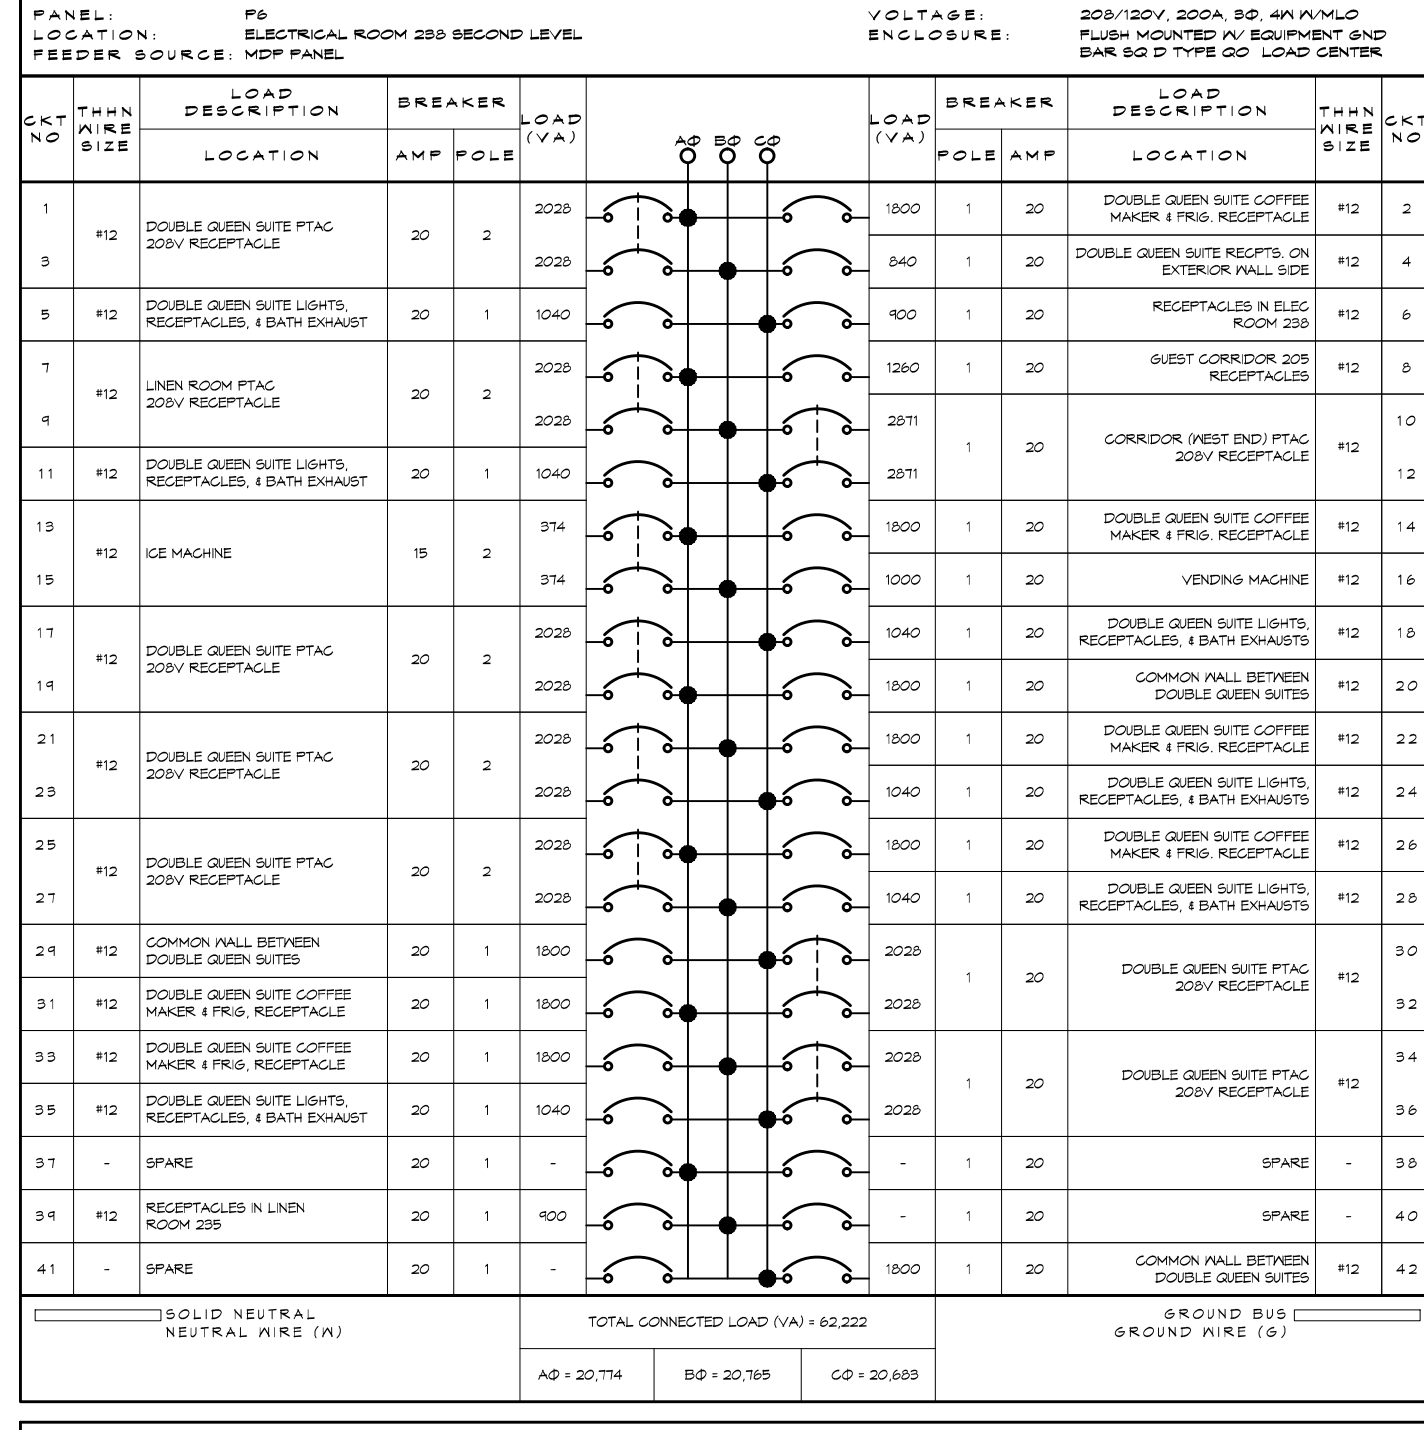 PANEL: P6 VOLTAGE: 208/120V, 200A, 3Φ, 4W W/MLO
LOCATION: ELECTRICAL ROOM 238 SECOND LEVEL ENCLOSURE: FLUSH MOUNTED W/ EQUIPMENT GND
FEEDER SOURCE: MDP PANEL BAR SQ D TYPE QO LOAD CENTER
CKT NO THHN WIRE SIZE LOAD DESCRIPTION BREAKER LOAD (VA) LOAD (VA) BREAKER LOAD DESCRIPTION THHN WIRE SIZE CKT NO
LOCATION AMP POLE AΦ BΦ CΦ POLE AMP LOCATION
1 2028 1800 1 20 DOUBLE QUEEN SUITE COFFEE #12 2
MAKER & FRIG. RECEPTACLE
#12 DOUBLE QUEEN SUITE PTAC 20 2
208V RECEPTACLE
3 2028 840 1 20 DOUBLE QUEEN SUITE RECPTS. ON #12 4
EXTERIOR WALL SIDE
5 #12 DOUBLE QUEEN SUITE LIGHTS, 20 1 1040 900 1 20 RECEPTACLES IN ELEC #12 6
RECEPTACLES, & BATH EXHAUST ROOM 238
7 2028 1260 1 20 GUEST CORRIDOR 205 #12 8
RECEPTACLES
#12 LINEN ROOM PTAC 20 2
208V RECEPTACLE
9 2028 2871 10
1 20 CORRIDOR (WEST END) PTAC #12
208V RECEPTACLE
11 #12 DOUBLE QUEEN SUITE LIGHTS, 20 1 1040 2871 12
RECEPTACLES, & BATH EXHAUST
13 374 1800 1 20 DOUBLE QUEEN SUITE COFFEE #12 14
MAKER & FRIG. RECEPTACLE
#12 ICE MACHINE 15 2
15 374 1000 1 20 VENDING MACHINE #12 16
17 2028 1040 1 20 DOUBLE QUEEN SUITE LIGHTS, #12 18
RECEPTACLES, & BATH EXHAUSTS
#12 DOUBLE QUEEN SUITE PTAC 20 2
208V RECEPTACLE
19 2028 1800 1 20 COMMON WALL BETWEEN #12 20
DOUBLE QUEEN SUITES
21 2028 1800 1 20 DOUBLE QUEEN SUITE COFFEE #12 22
MAKER & FRIG. RECEPTACLE
#12 DOUBLE QUEEN SUITE PTAC 20 2
208V RECEPTACLE
23 2028 1040 1 20 DOUBLE QUEEN SUITE LIGHTS, #12 24
RECEPTACLES, & BATH EXHAUSTS
25 2028 1800 1 20 DOUBLE QUEEN SUITE COFFEE #12 26
MAKER & FRIG. RECEPTACLE
#12 DOUBLE QUEEN SUITE PTAC 20 2
208V RECEPTACLE
27 2028 1040 1 20 DOUBLE QUEEN SUITE LIGHTS, #12 28
RECEPTACLES, & BATH EXHAUSTS
29 #12 COMMON WALL BETWEEN 20 1 1800 2028 30
DOUBLE QUEEN SUITES
1 20 DOUBLE QUEEN SUITE PTAC #12
208V RECEPTACLE
31 #12 DOUBLE QUEEN SUITE COFFEE 20 1 1800 2028 32
MAKER & FRIG, RECEPTACLE
33 #12 DOUBLE QUEEN SUITE COFFEE 20 1 1800 2028 34
MAKER & FRIG, RECEPTACLE
1 20 DOUBLE QUEEN SUITE PTAC #12
208V RECEPTACLE
35 #12 DOUBLE QUEEN SUITE LIGHTS, 20 1 1040 2028 36
RECEPTACLES, & BATH EXHAUST
37 - SPARE 20 1 - - 1 20 SPARE - 38
39 #12 RECEPTACLES IN LINEN 20 1 900 - 1 20 SPARE - 40
ROOM 235
41 - SPARE 20 1 - 1800 1 20 COMMON WALL BETWEEN #12 42
DOUBLE QUEEN SUITES
SOLID NEUTRAL TOTAL CONNECTED LOAD (VA) = 62,222 GROUND BUS
NEUTRAL WIRE (W) GROUND WIRE (G)
AΦ = 20,774 BΦ = 20,765 CΦ = 20,683